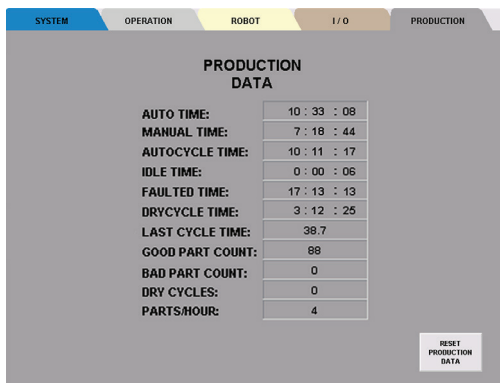 SYSTEM OPERATION ROBOT I / O PRODUCTION
PRODUCTION
DATA
AUTO TIME: 10 : 33 : 08
MANUAL TIME: 7 : 18 : 44
AUTOCYCLE TIME: 10 : 11 : 17
IDLE TIME: 0 : 00 : 06
FAULTED TIME: 17 : 13 : 13
DRYCYCLE TIME: 3 : 12 : 25
LAST CYCLE TIME: 38.7
GOOD PART COUNT: 88
BAD PART COUNT: 0
DRY CYCLES: 0
PARTS/HOUR: 4
RESET
PRODUCTION
DATA